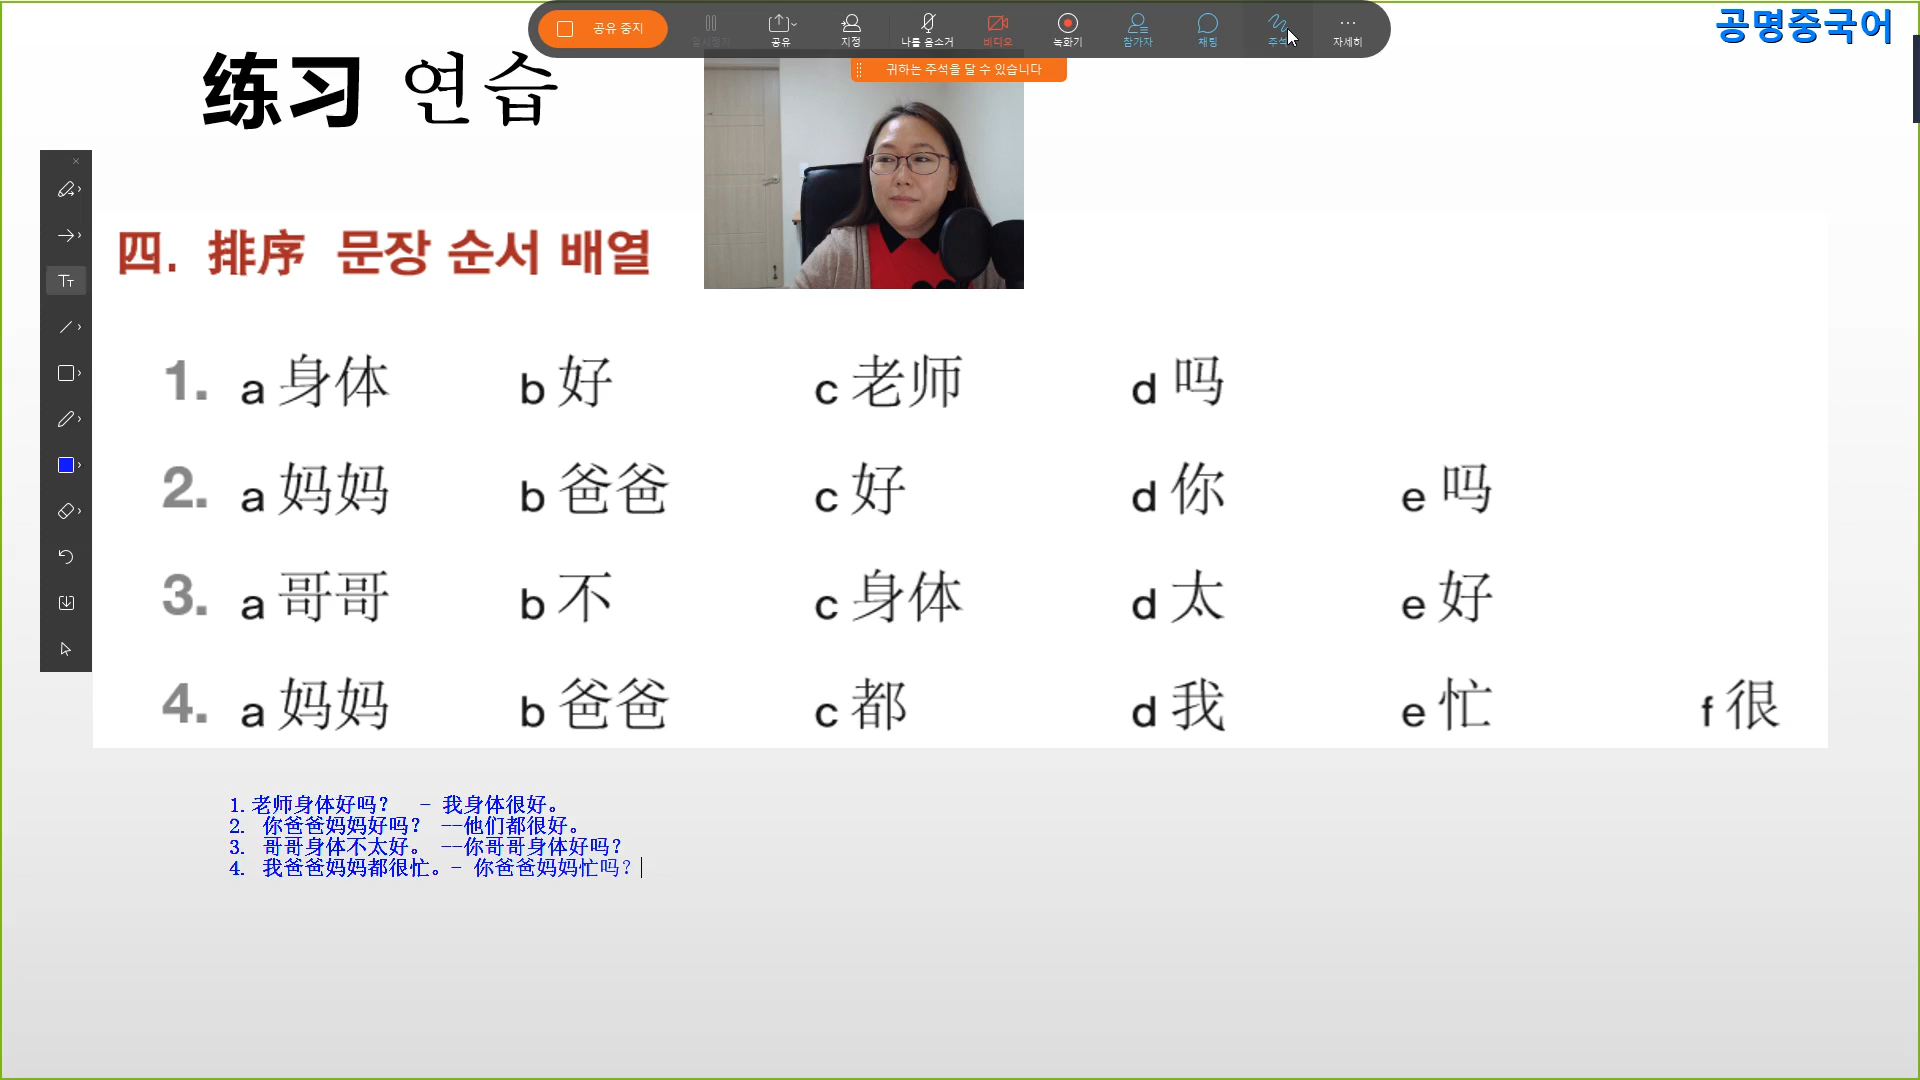 공유 중지
공유
지정
나를 음소거
비디오
녹화기
참가자
채팅
주석
자세히
귀하는 주석을 달 수 있습니다
공명중국어
练习 연습
四. 排序 문장 순서 배열
1. a 身体 b 好 c 老师 d 吗
2. a 妈妈 b 爸爸 c 好 d 你 e 吗
3. a 哥哥 b 不 c 身体 d 太 e 好
4. a 妈妈 b 爸爸 c 都 d 我 e 忙 f 很
1. 老师身体好吗? - 我身体很好。
2. 你爸爸妈妈好吗? --他们都很好。
3. 哥哥身体不太好。 --你哥哥身体好吗?
4. 我爸爸妈妈都很忙。- 你爸爸妈妈忙吗?